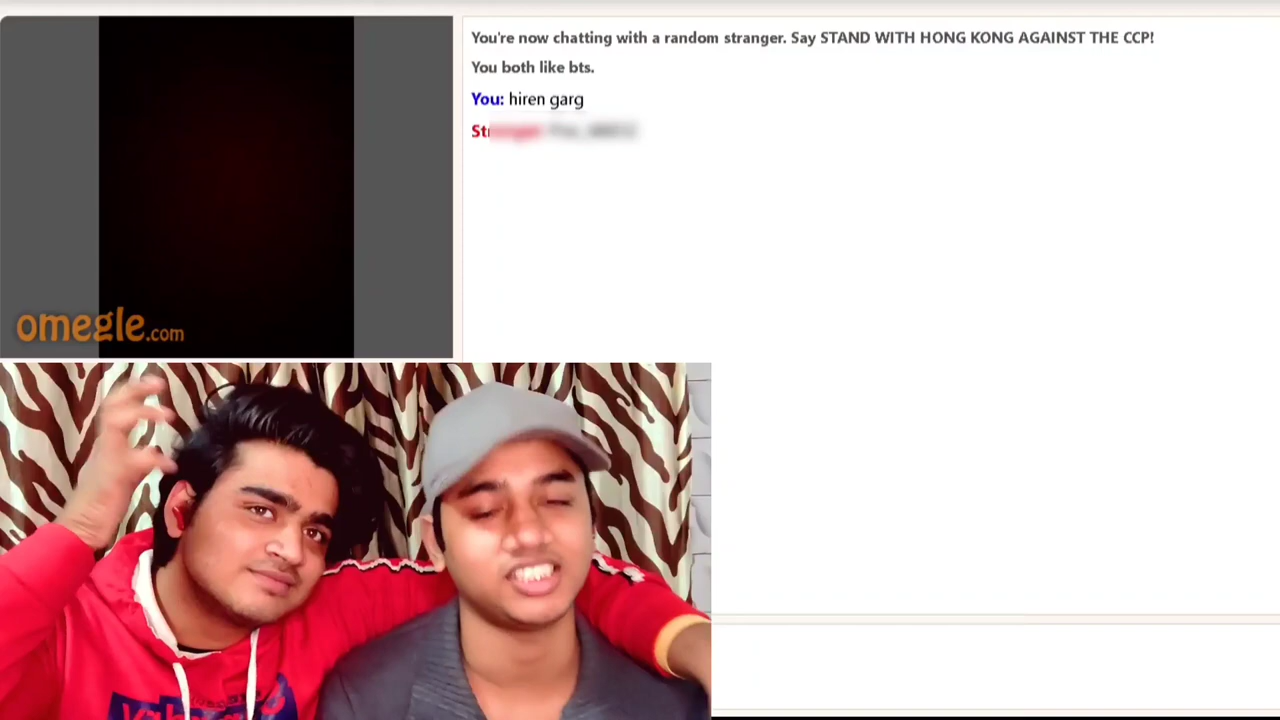 You're now chatting with a random stranger. Say STAND WITH HONG KONG AGAINST THE CCP!
You both like bts.
You: hiren garg
omegle.com